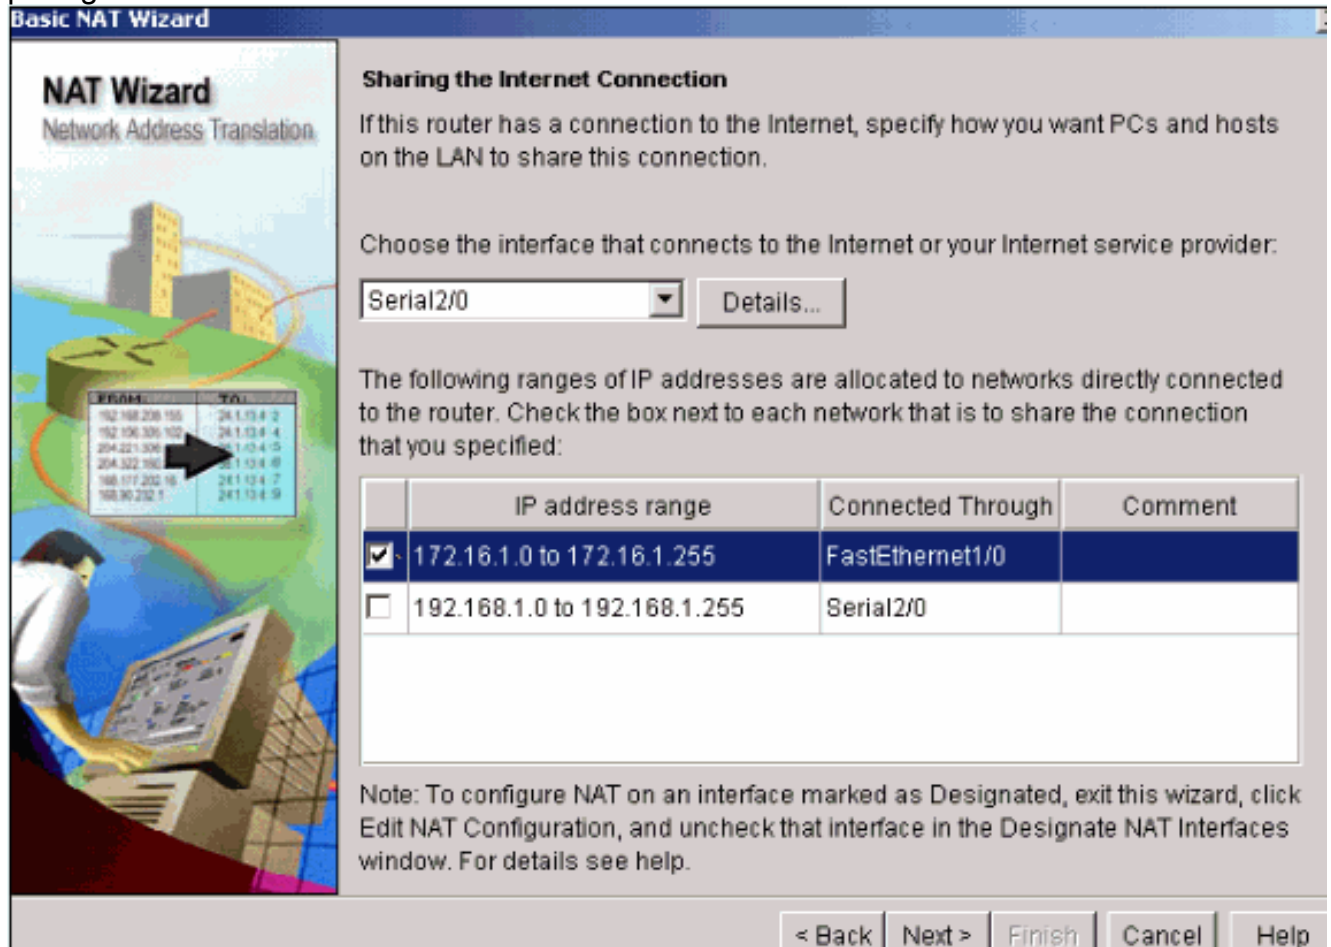 Basic NAT Wizard
NAT Wizard
Network Address Translation
FROM: TO:
Sharing the Internet Connection
If this router has a connection to the Internet, specify how you want PCs and hosts
on the LAN to share this connection.
Choose the interface that connects to the Internet or your Internet service provider:
Serial2/0 Details...
The following ranges of IP addresses are allocated to networks directly connected
to the router. Check the box next to each network that is to share the connection
that you specified:
IP address range Connected Through Comment
172.16.1.0 to 172.16.1.255 FastEthernet1/0
192.168.1.0 to 192.168.1.255 Serial2/0
Note: To configure NAT on an interface marked as Designated, exit this wizard, click
Edit NAT Configuration, and uncheck that interface in the Designate NAT Interfaces
window. For details see help.
< Back Next > Finish Cancel Help